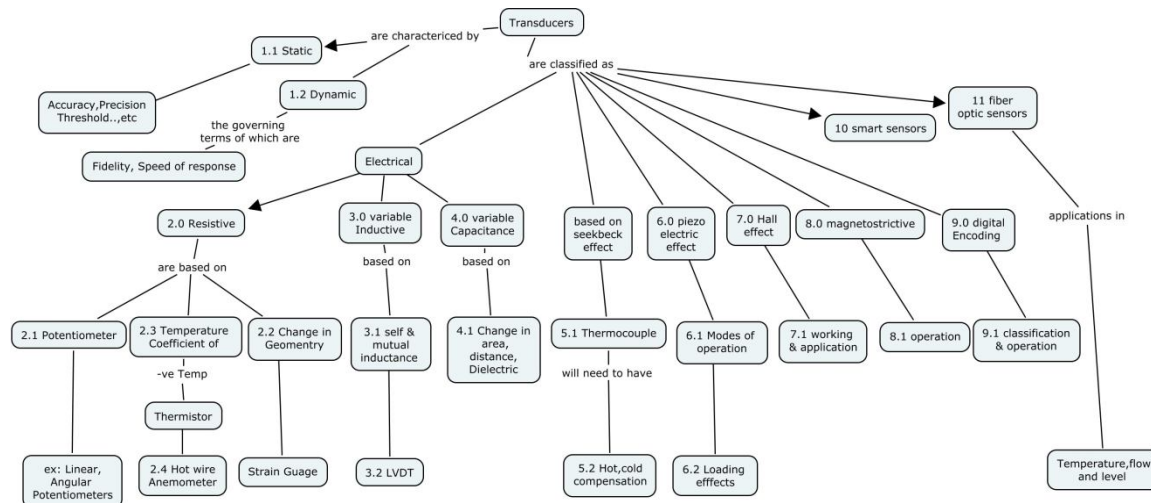 Transducers
are charactericed by
1.1 Static
are classified as
1.2 Dynamic
Accuracy,Precision
Threshold..,etc
11 fiber
optic sensors
10 smart sensors
the governing
terms of which are
Fidelity, Speed of response
Electrical
2.0 Resistive
3.0 variable
Inductive
4.0 variable
Capacitance
based on
seekbeck
effect
6.0 piezo
electric
effect
7.0 Hall
effect
8.0 magnetostrictive
9.0 digital
Encoding
applications in
are based on
based on
based on
2.1 Potentiometer
2.3 Temperature
Coefficient of
2.2 Change in
Geomentry
3.1 self &
mutual
inductance
4.1 Change in
area,
distance,
Dielectric
5.1 Thermocouple
6.1 Modes of
operation
7.1 working
& application
8.1 operation
9.1 classification
& operation
-ve Temp
will need to have
Thermistor
ex: Linear,
Angular
Potentiometers
2.4 Hot wire
Anemometer
Strain Guage
3.2 LVDT
5.2 Hot,cold
compensation
6.2 Loading
efffects
Temperature,flow
and level